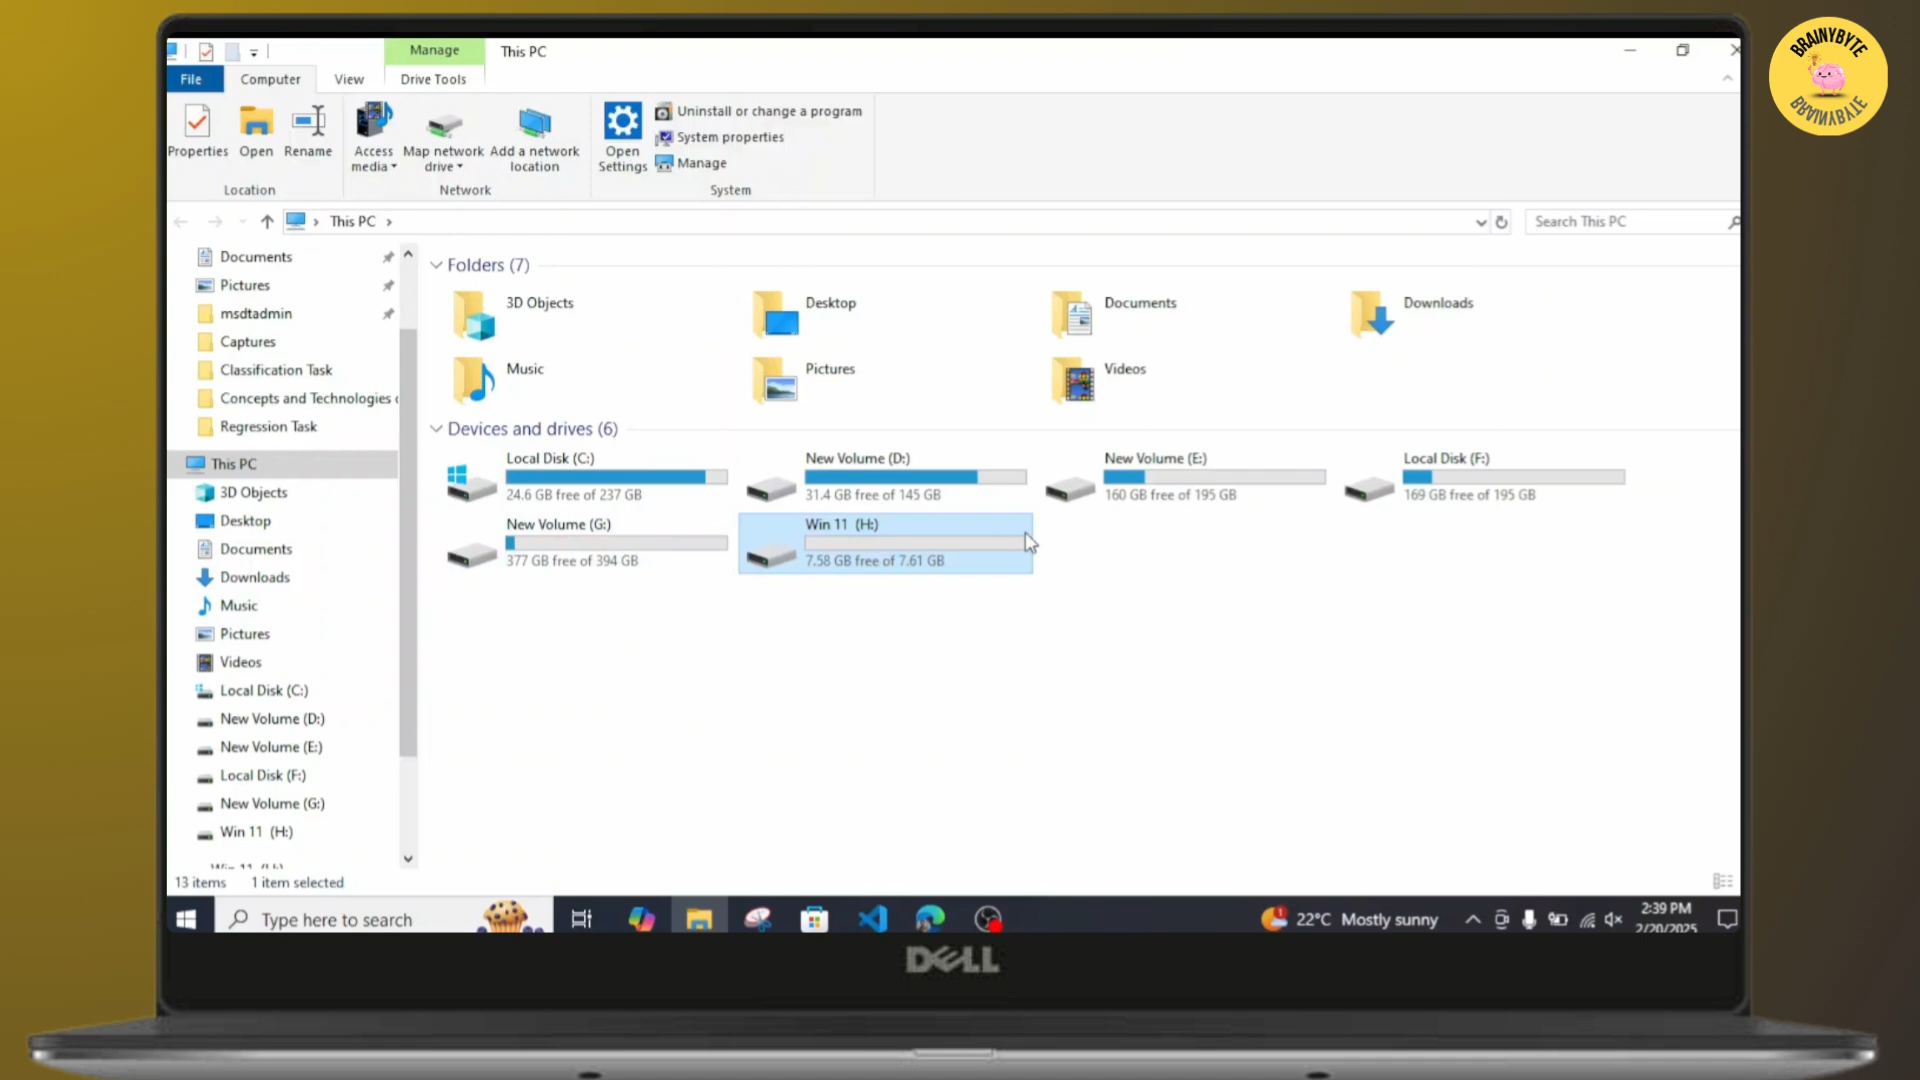 BRAINYBYTE
BRAINYBYTE
Manage
This PC
File
Computer
View
Drive Tools
Properties
Open
Rename
Access media
Map network drive
Add a network location
Open Settings
Uninstall or change a program
System properties
Manage
Location
Network
System
This PC
Search This PC
Documents
Pictures
msdtadmin
Captures
Classification Task
Concepts and Technologies
Regression Task
This PC
3D Objects
Desktop
Documents
Downloads
Music
Pictures
Videos
Local Disk (C:)
New Volume (D:)
New Volume (E:)
Local Disk (F:)
New Volume (G:)
Win 11 (H:)
Folders (7)
3D Objects
Desktop
Documents
Downloads
Music
Pictures
Videos
Devices and drives (6)
Local Disk (C:)
24.6 GB free of 237 GB
New Volume (D:)
31.4 GB free of 145 GB
New Volume (E:)
160 GB free of 195 GB
Local Disk (F:)
169 GB free of 195 GB
New Volume (G:)
377 GB free of 394 GB
Win 11 (H:)
7.58 GB free of 7.61 GB
13 items
1 item selected
Type here to search
22°C Mostly sunny
2:39 PM
2/20/2025
DELL